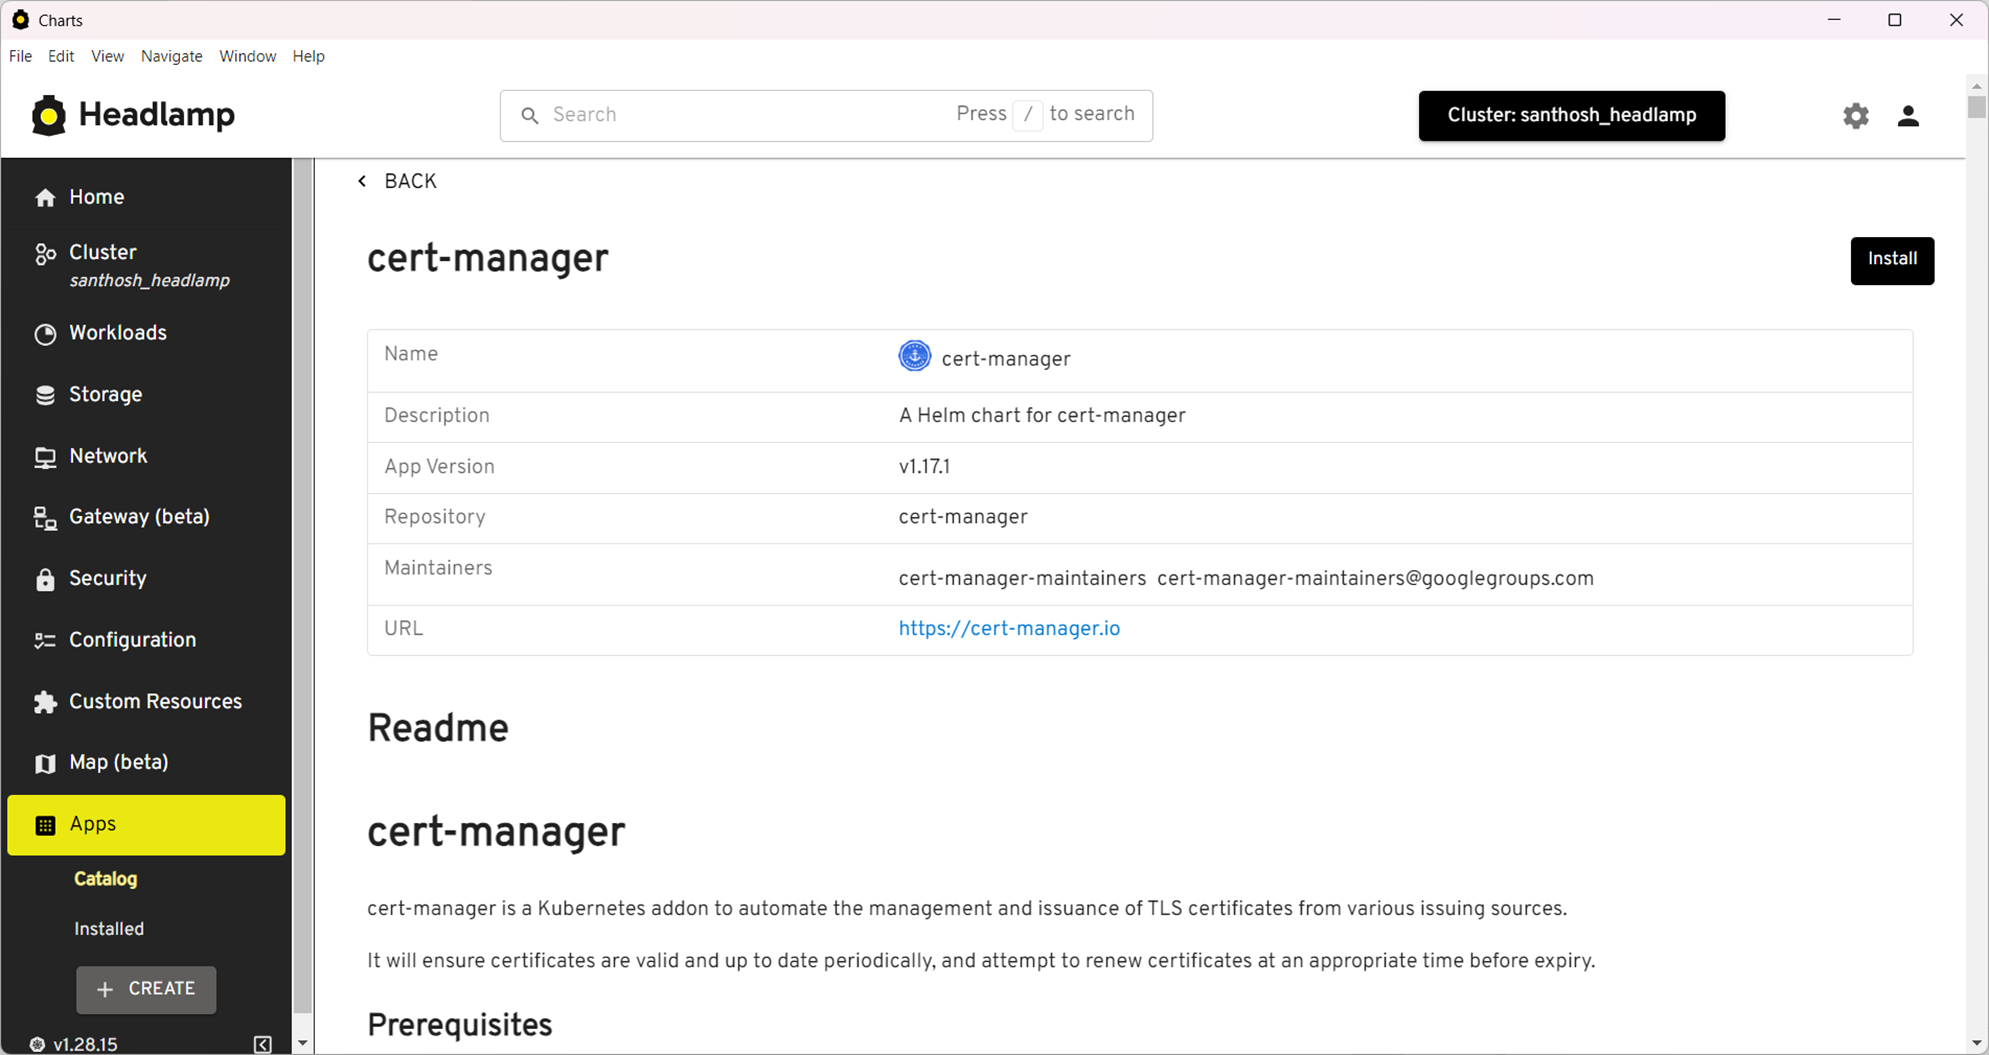 Charts
File Edit View Navigate Window Help
Headlamp
Search Press / to search
Cluster: santhosh_headlamp
Home
Cluster
santhosh_headlamp
Workloads
Storage
Network
Gateway (beta)
Security
Configuration
Custom Resources
Map (beta)
Apps
Catalog
Installed
+ CREATE
v1.28.15
BACK
cert-manager
Install
Name cert-manager
Description A Helm chart for cert-manager
App Version v1.17.1
Repository cert-manager
Maintainers cert-manager-maintainers cert-manager-maintainers@googlegroups.com
URL https://cert-manager.io
Readme
cert-manager
cert-manager is a Kubernetes addon to automate the management and issuance of TLS certificates from various issuing sources.
It will ensure certificates are valid and up to date periodically, and attempt to renew certificates at an appropriate time before expiry.
Prerequisites